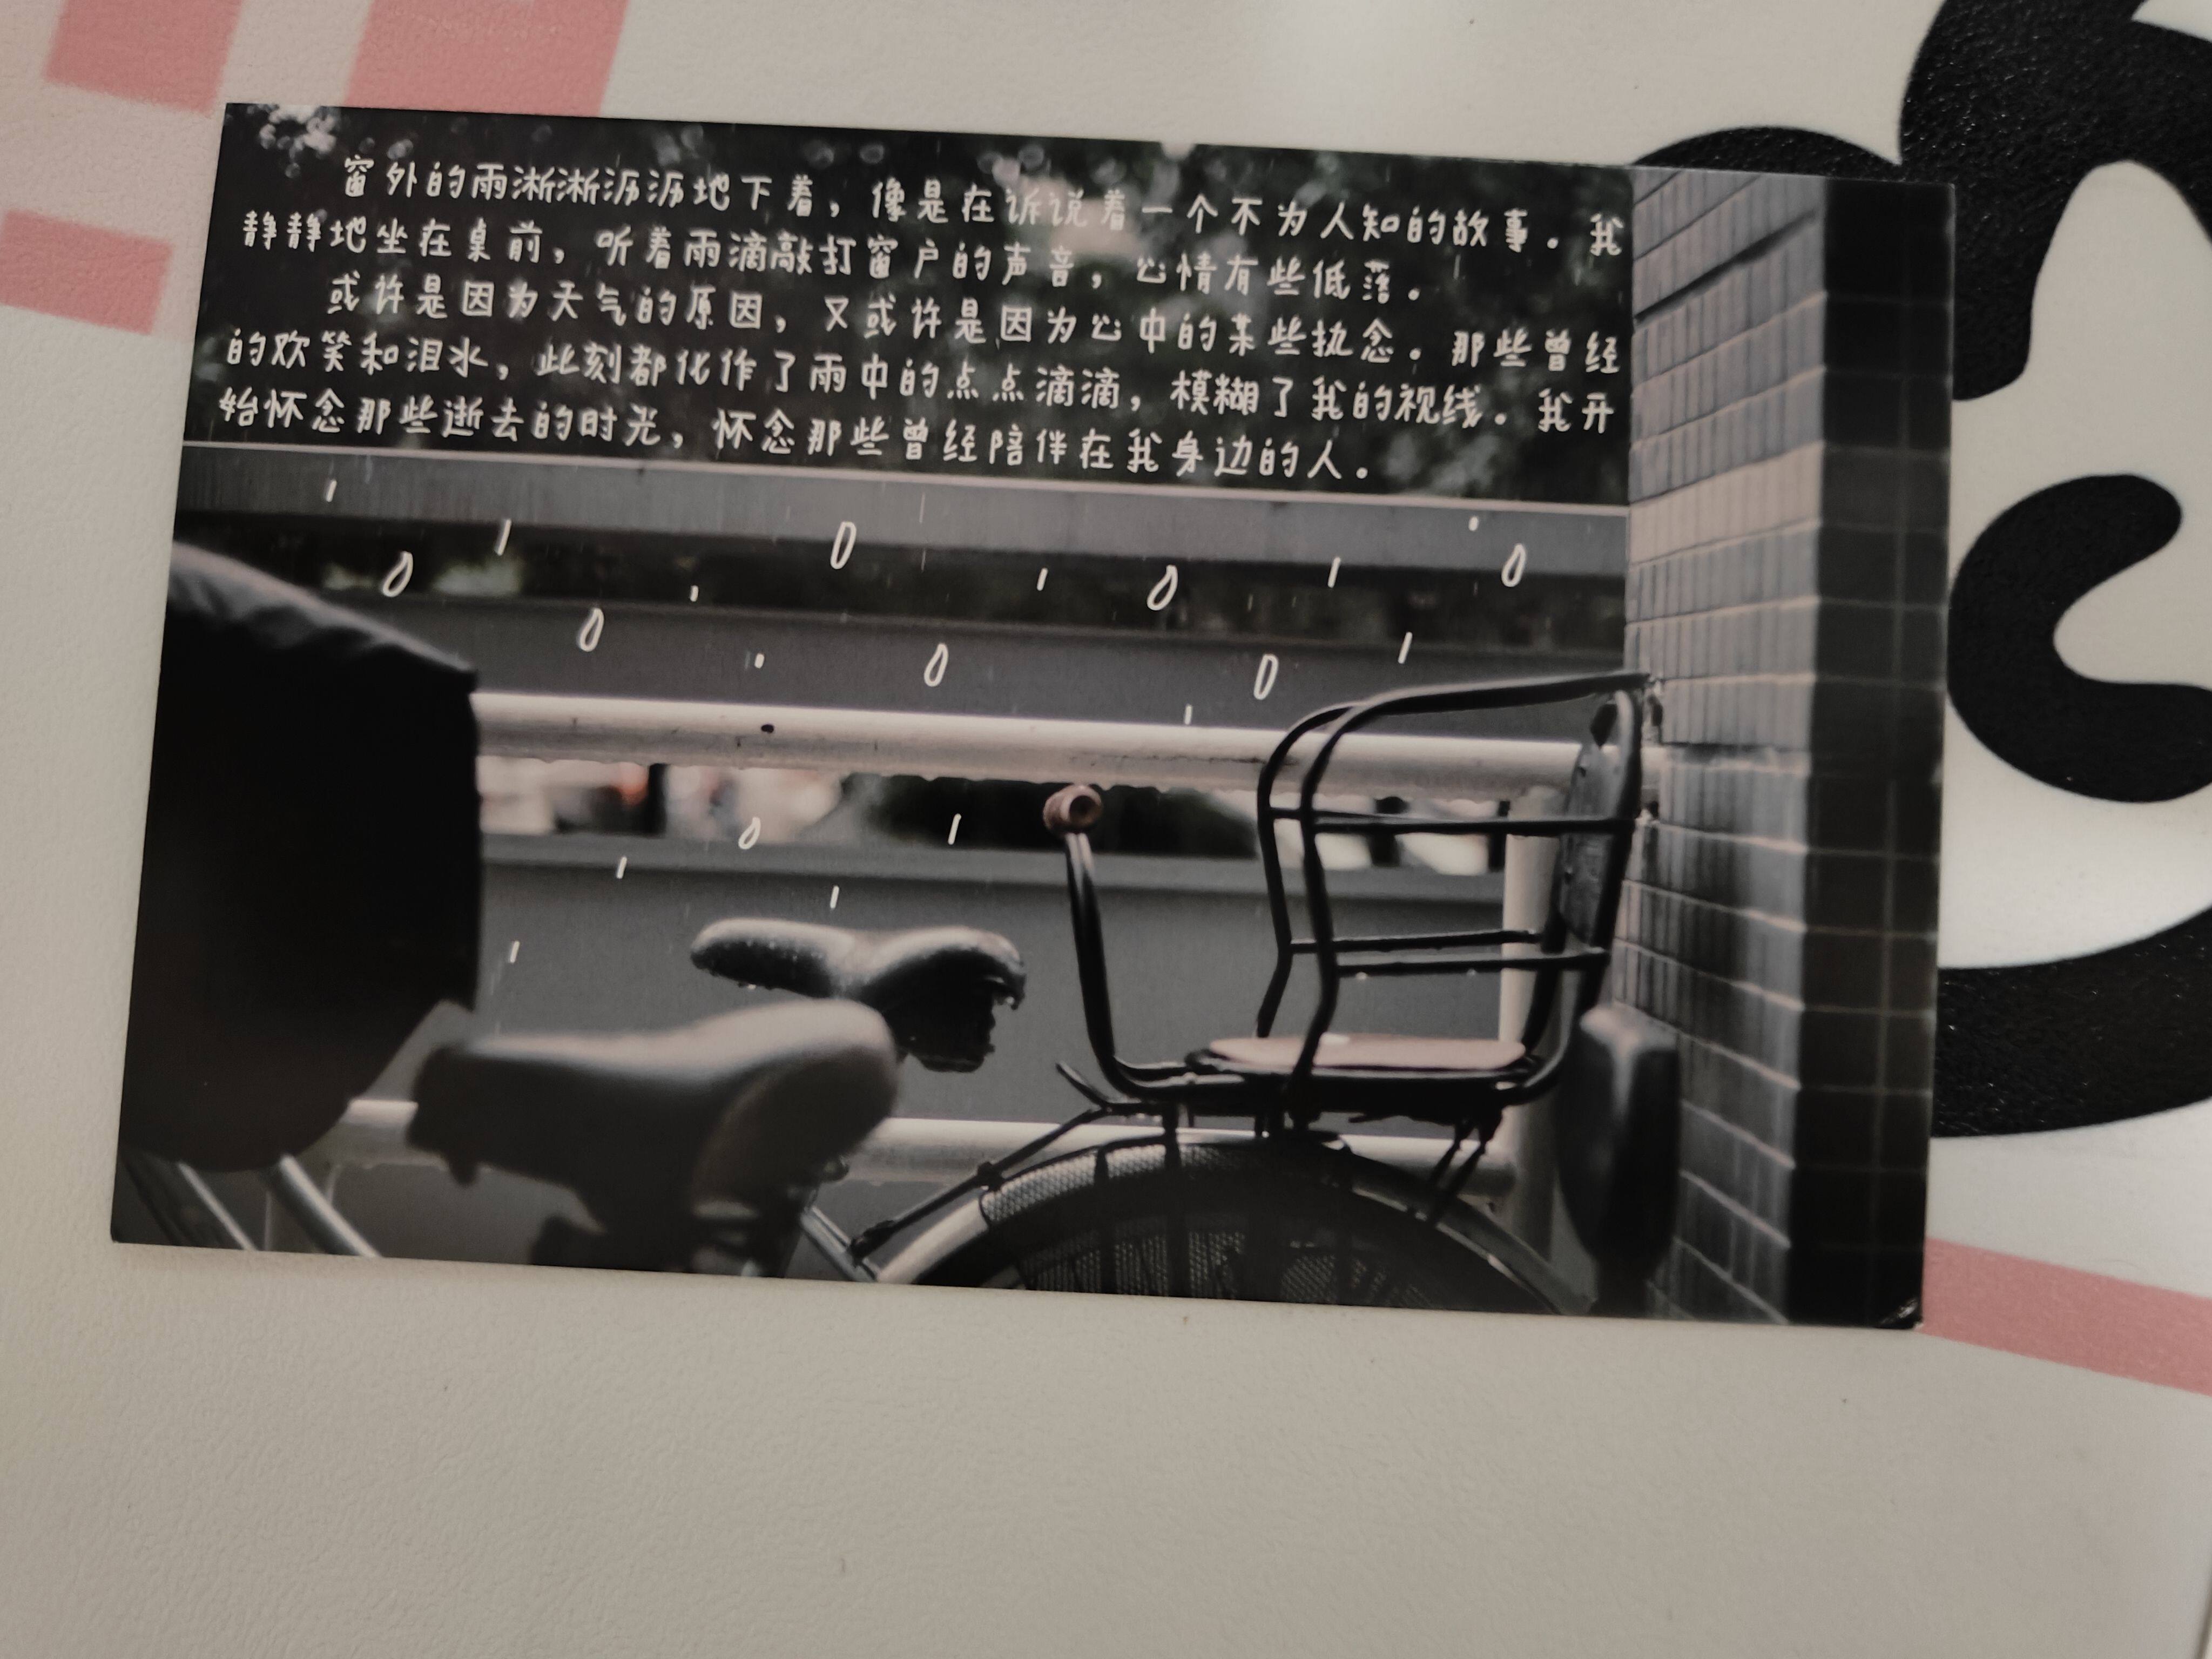 窗外的雨淅淅沥沥地下着，像是在诉说着一个不为人知的故事。我
静静地坐在桌前，听着雨滴敲打窗户的声音，心情有些低落。
或许是因为天气的原因，又或许是因为心中的某些执念。那些曾经
的欢笑和泪水，此刻都化作了雨中的点点滴滴，模糊了我的视线。我开
始怀念那些逝去的时光，怀念那些曾经陪伴在我身边的人。